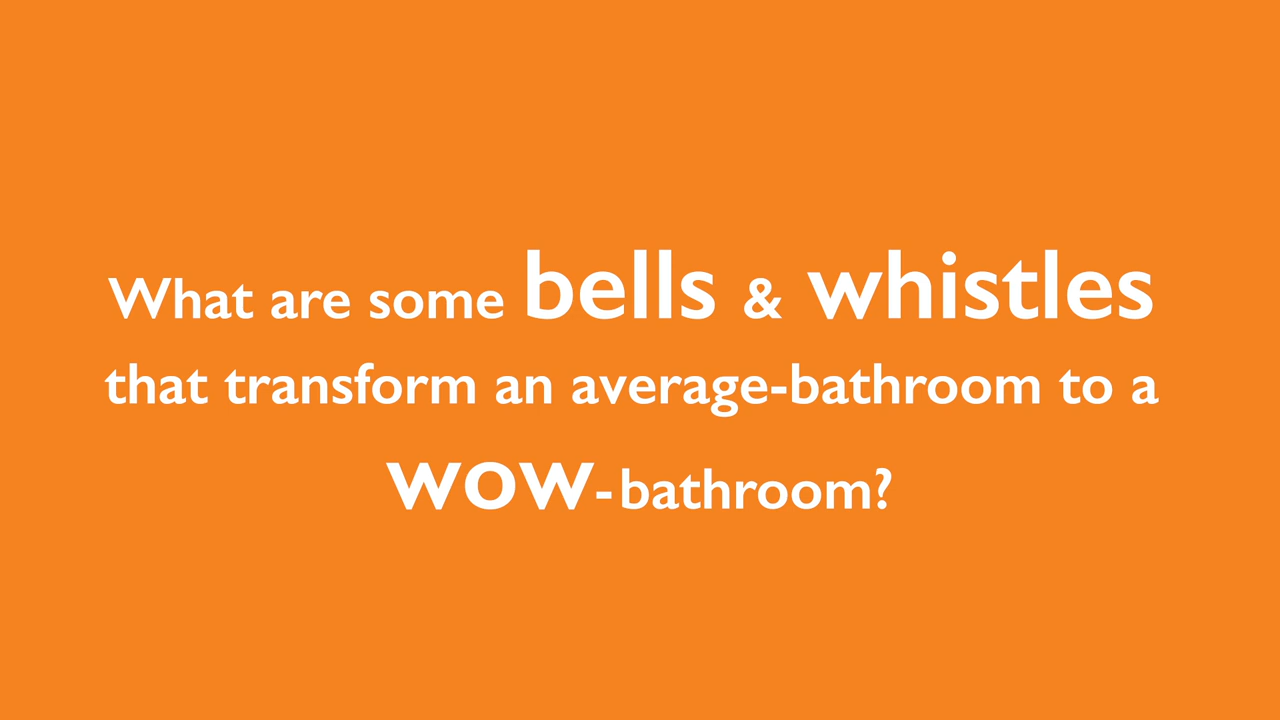 What are some bells & whistles
that transform an average-bathroom to a
wow-bathroom?